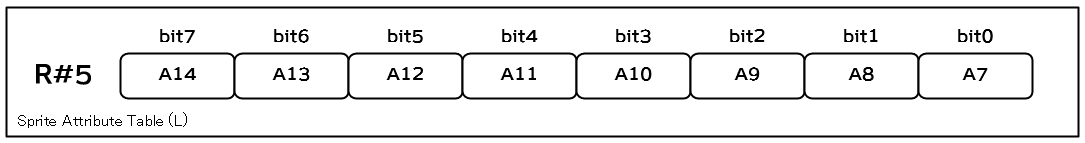 bit7 bit6 bit5 bit4 bit3 bit2 bit1 bit0
R#5 A14 A13 A12 A11 A10 A9 A8 A7
Sprite Attribute Table (L)